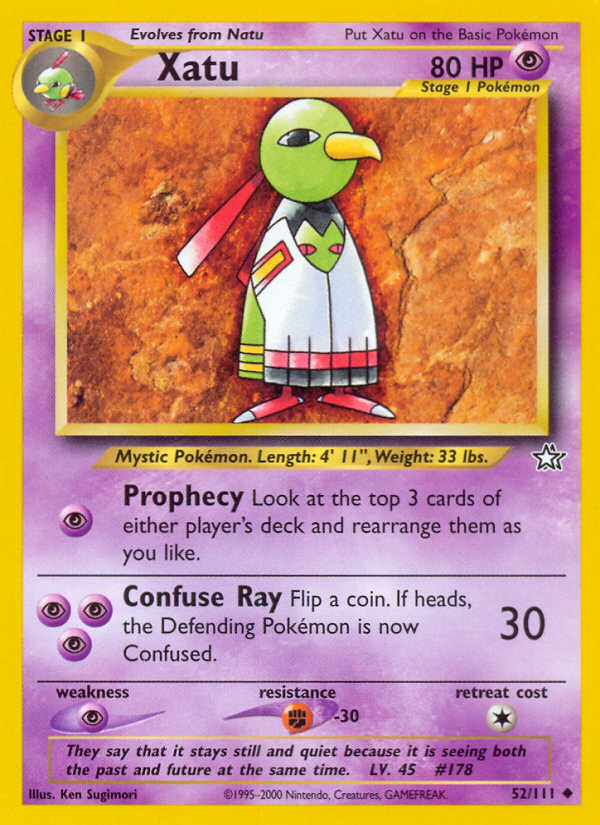 STAGE 1 Evolves from Natu Put Xatu on the Basic Pokémon
Xatu 80 HP
Stage 1 Pokémon
Mystic Pokémon. Length: 4' 11", Weight: 33 lbs.
Prophecy Look at the top 3 cards of
either player's deck and rearrange them as
you like.
Confuse Ray Flip a coin. If heads,
the Defending Pokémon is now
Confused.
30
weakness resistance retreat cost
-30
They say that it stays still and quiet because it is seeing both
the past and future at the same time. LV. 45 #178
Illus. Ken Sugimori ©1995-2000 Nintendo, Creatures, GAMEFREAK. 52/111